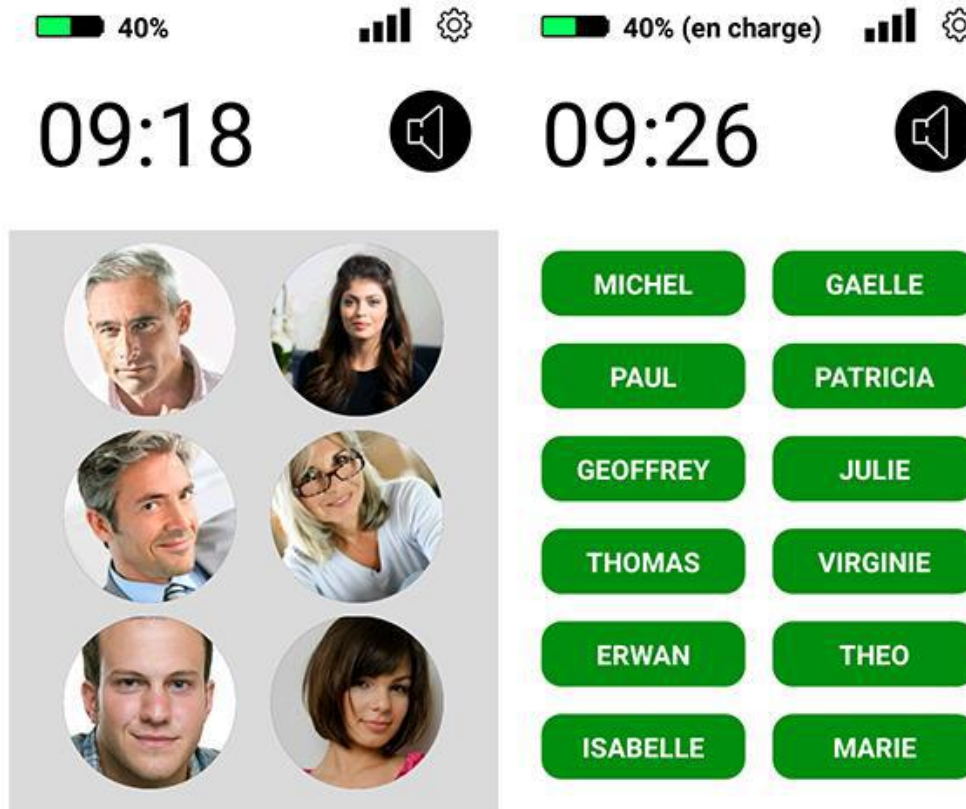 40%
09:18
40% (en charge)
09:26
MICHEL
GAELLE
PAUL
PATRICIA
GEOFFREY
JULIE
THOMAS
VIRGINIE
ERWAN
THEO
ISABELLE
MARIE